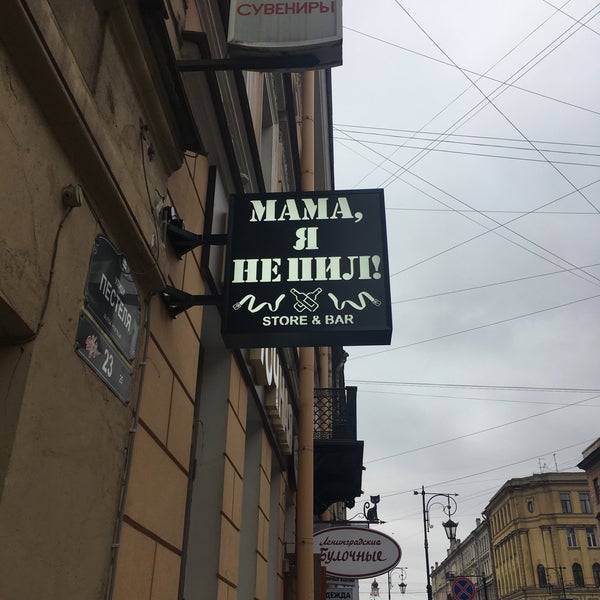 СУВЕНИРЫ
МАМА,
Я
НЕ ПИЛ!
STORE & BAR
ПЕСТЕЛЯ
23
Ленинградские
Булочные